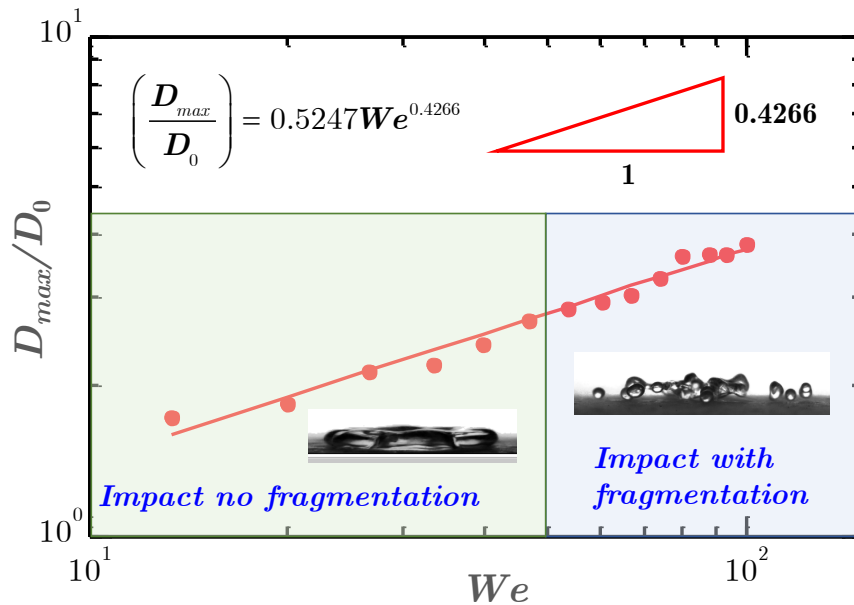 10^1
(D_max/D_0) = 0.5247We^0.4266
0.4266
1
D_max/D_0
Impact no fragmentation
Impact with
fragmentation
10^0
10^1
10^2
We